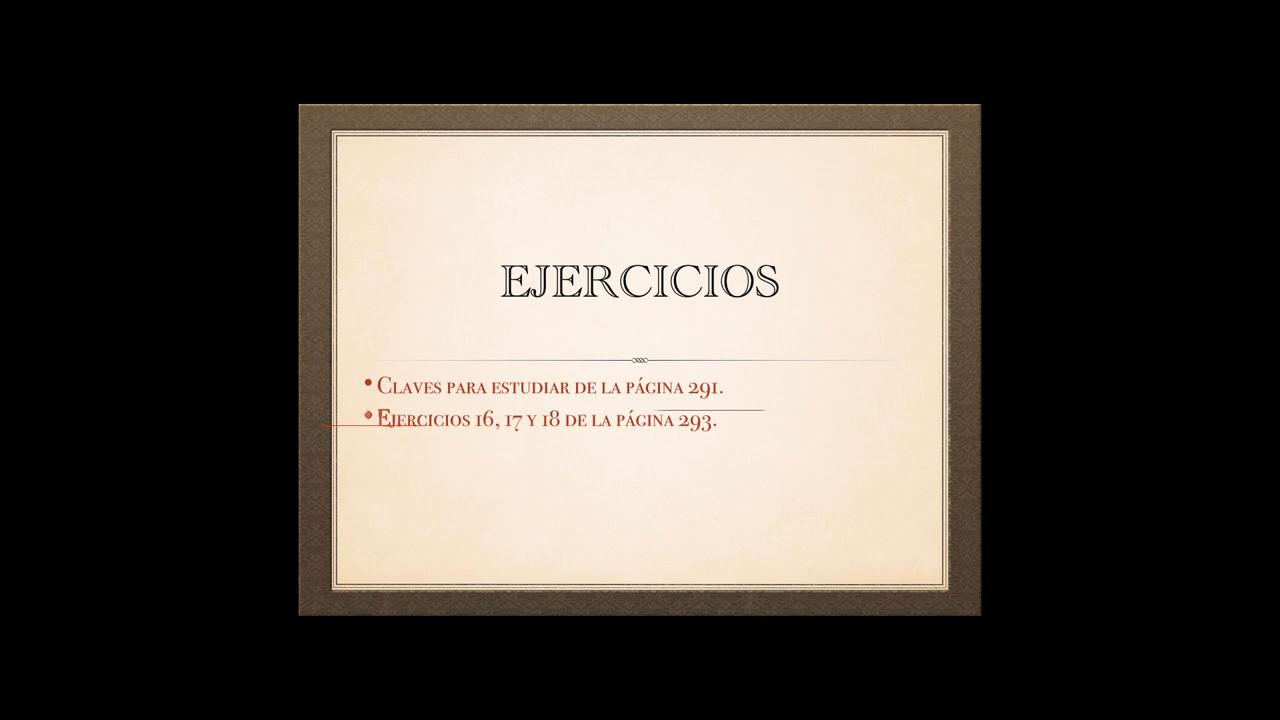 EJERCICIOS
• Claves para estudiar de la página 291.
• Ejercicios 16, 17 y 18 de la página 293.